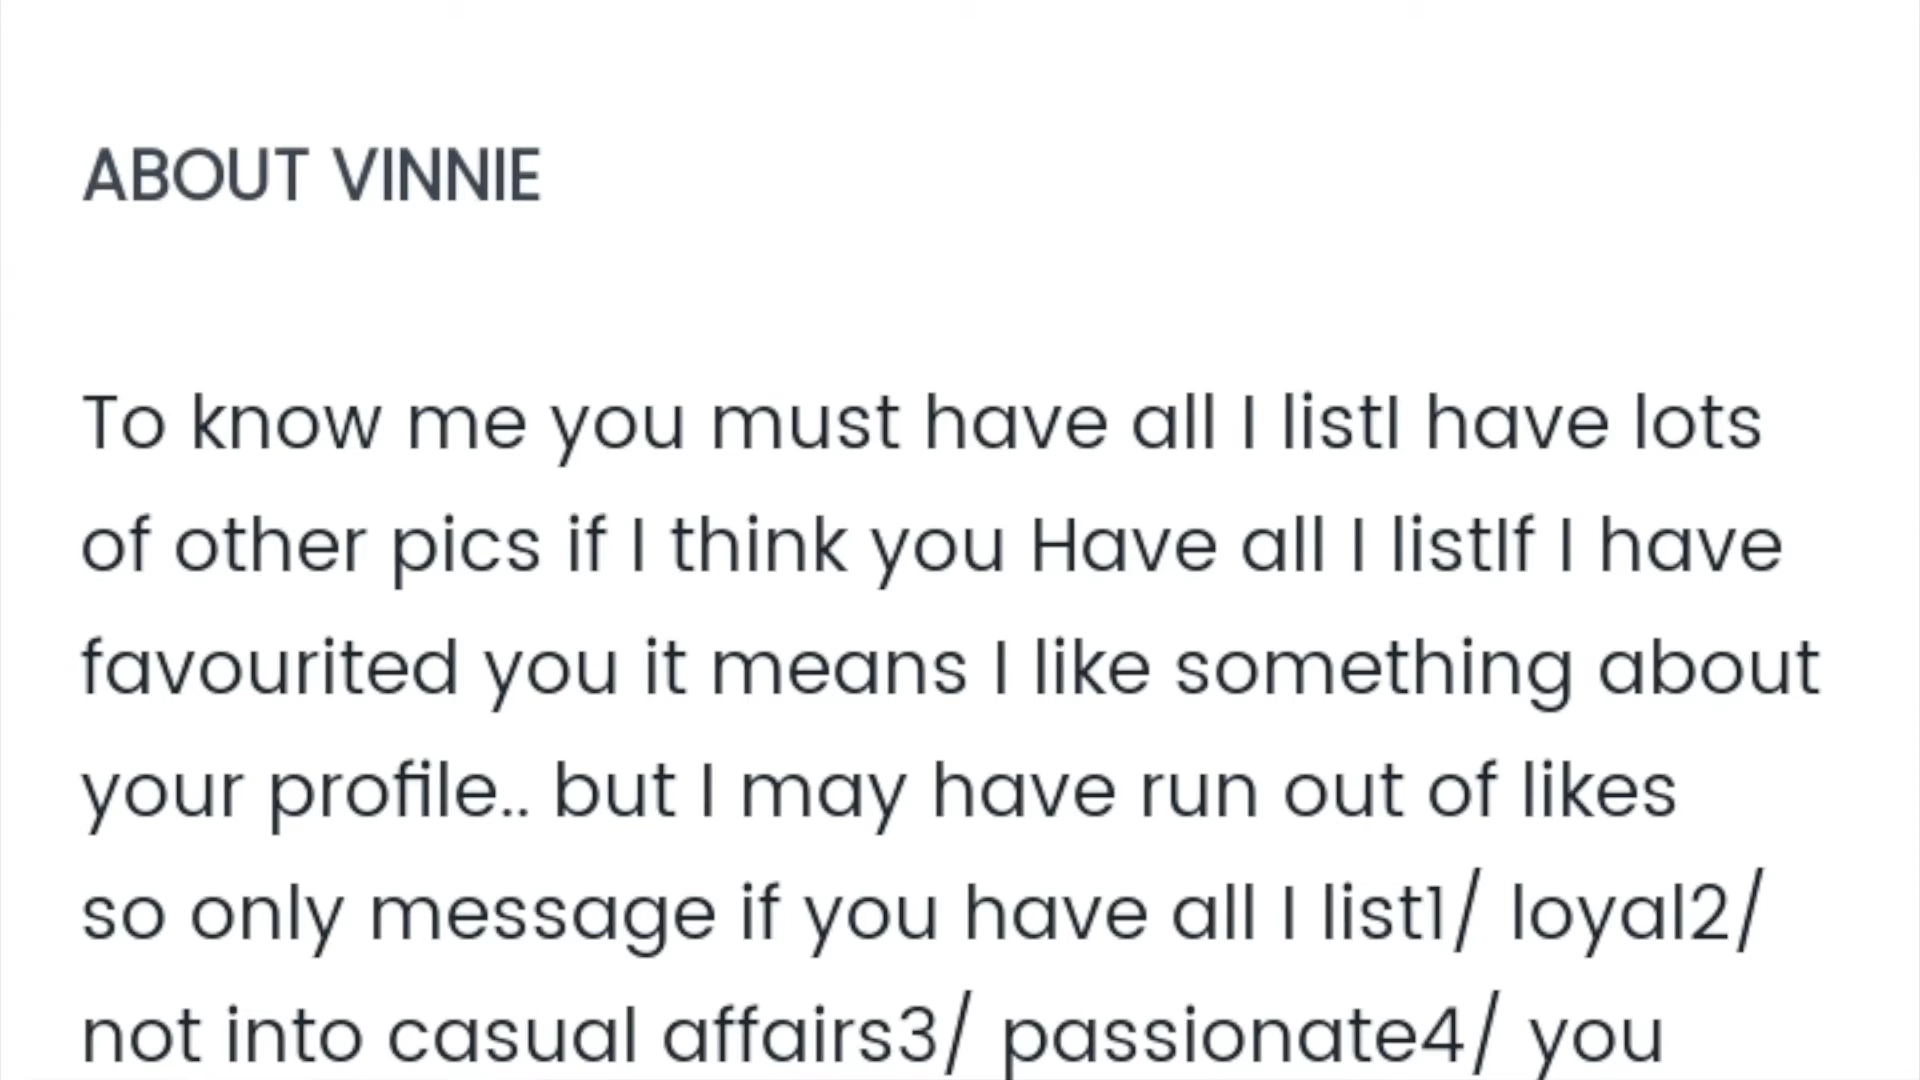 ABOUT VINNIE
To know me you must have all I listI have lots
of other pics if I think you Have all I listIf I have
favourited you it means I like something about
your profile.. but I may have run out of likes
so only message if you have all I list1/ loyal2/
not into casual affairs3/ passionate4/ you